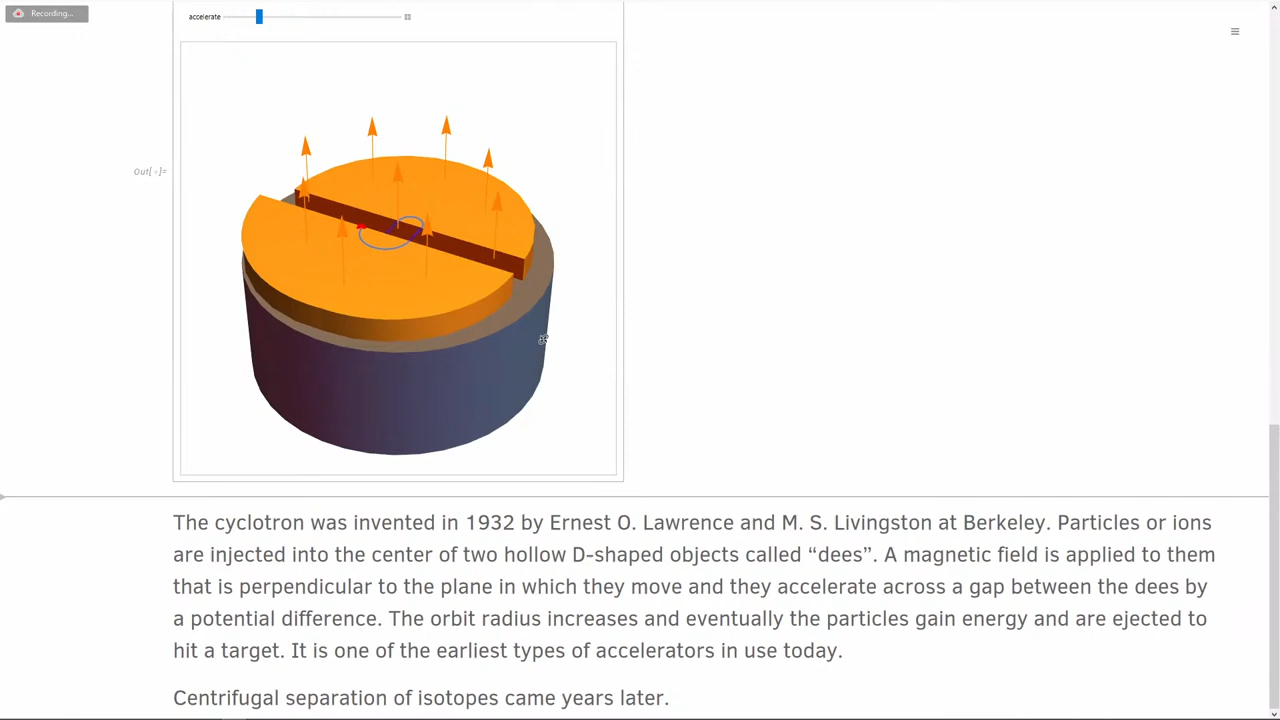 Recording...
accelerate
Out[ ]=
The cyclotron was invented in 1932 by Ernest O. Lawrence and M. S. Livingston at Berkeley. Particles or ions
are injected into the center of two hollow D-shaped objects called “dees”. A magnetic field is applied to them
that is perpendicular to the plane in which they move and they accelerate across a gap between the dees by
a potential difference. The orbit radius increases and eventually the particles gain energy and are ejected to
hit a target. It is one of the earliest types of accelerators in use today.
Centrifugal separation of isotopes came years later.